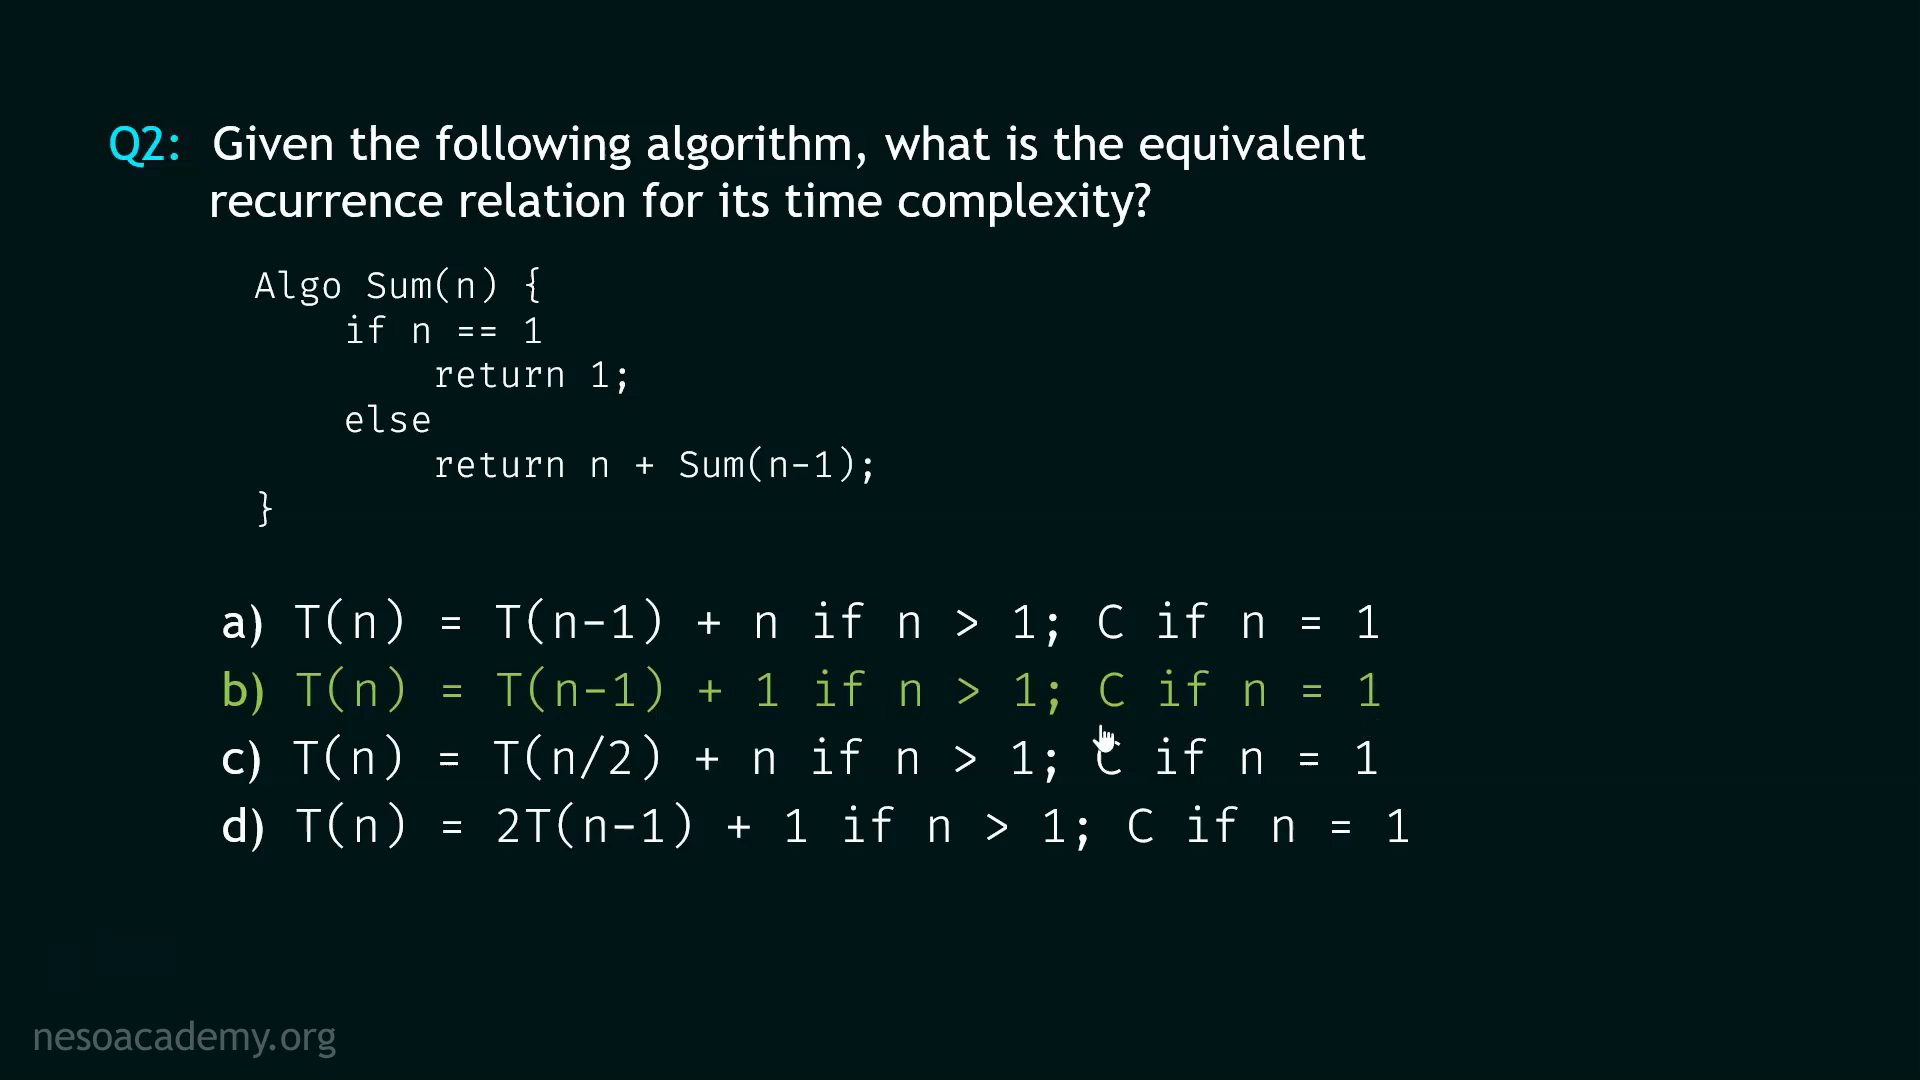 Q2: Given the following algorithm, what is the equivalent
recurrence relation for its time complexity?
Algo Sum(n) {
if n == 1
return 1;
else
return n + Sum(n-1);
}
a) T(n) = T(n-1) + n if n > 1; C if n = 1
b) T(n) = T(n-1) + 1 if n > 1; C if n = 1
c) T(n) = T(n/2) + n if n > 1; C if n = 1
d) T(n) = 2T(n-1) + 1 if n > 1; C if n = 1
nesoacademy.org